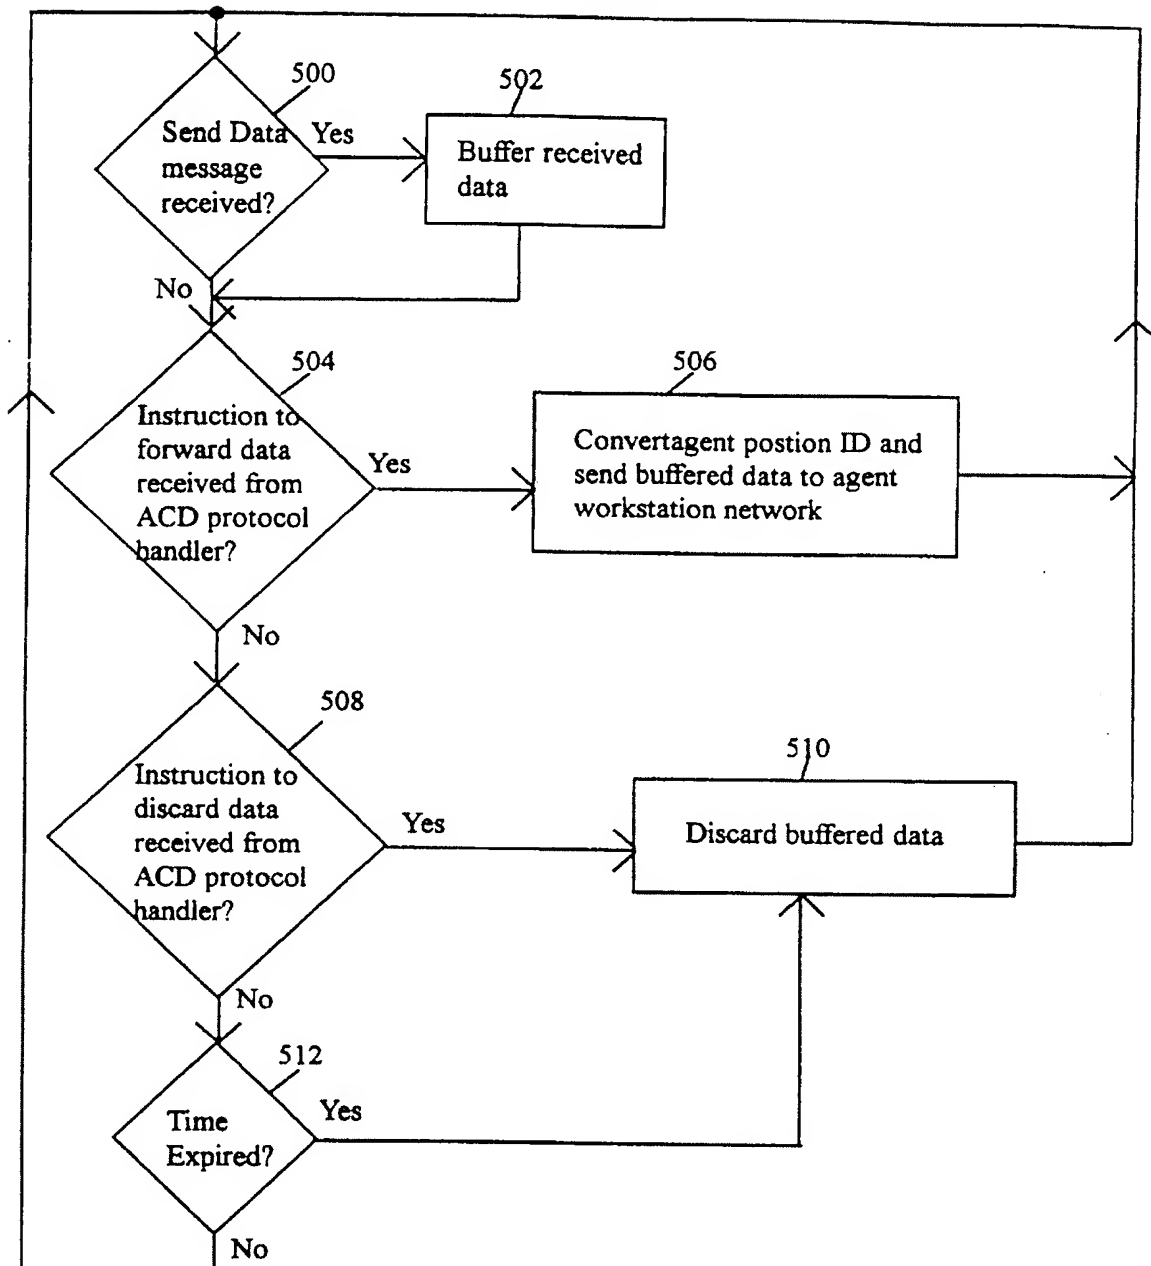 500
Send Data
message
received?
Yes
502
Buffer received
data
No
504
Instruction to
forward data
received from
ACD protocol
handler?
Yes
506
Convertagent postion ID and
send buffered data to agent
workstation network
No
508
Instruction to
discard data
received from
ACD protocol
handler?
Yes
510
Discard buffered data
No
512
Time
Expired?
Yes
No